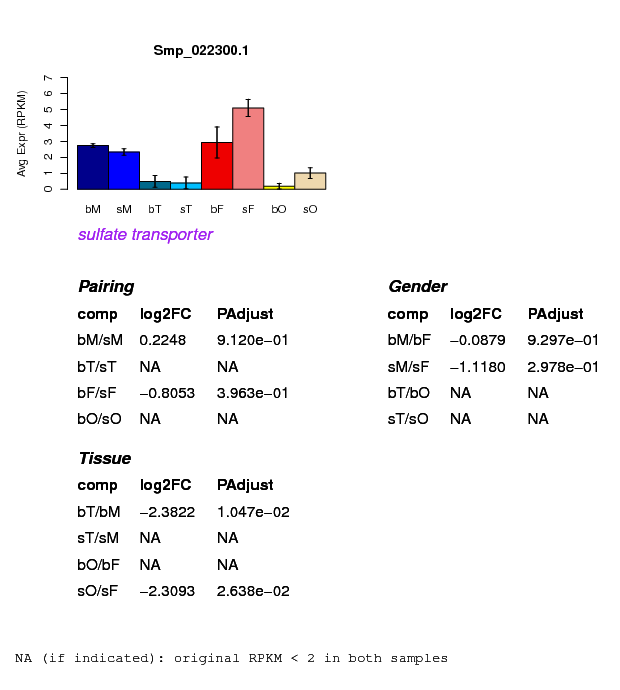 Smp_022300.1
Avg Expr (RPKM)
0 1 2 3 4 5 6 7
bM sM bT sT bF sF bO sO
sulfate transporter
Pairing
comp log2FC PAdjust
bM/sM 0.2248 9.120e−01
bT/sT NA NA
bF/sF −0.8053 3.963e−01
bO/sO NA NA
Gender
comp log2FC PAdjust
bM/bF −0.0879 9.297e−01
sM/sF −1.1180 2.978e−01
bT/bO NA NA
sT/sO NA NA
Tissue
comp log2FC PAdjust
bT/bM −2.3822 1.047e−02
sT/sM NA NA
bO/bF NA NA
sO/sF −2.3093 2.638e−02
NA (if indicated): original RPKM < 2 in both samples